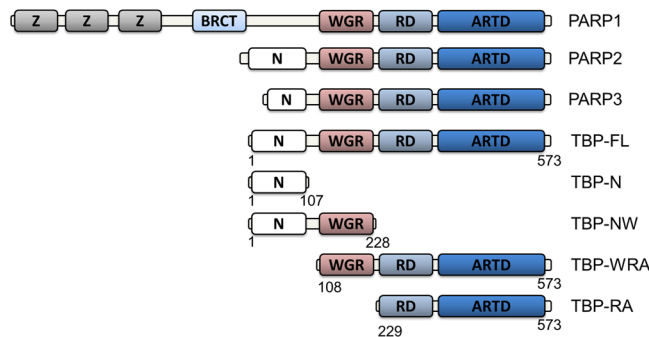 Z Z Z BRCT WGR RD ARTD PARP1
N WGR RD ARTD PARP2
N WGR RD ARTD PARP3
N WGR RD ARTD TBP-FL
1 573
N TBP-N
1 107
N WGR TBP-NW
1 228
WGR RD ARTD TBP-WRA
108 573
RD ARTD TBP-RA
229 573